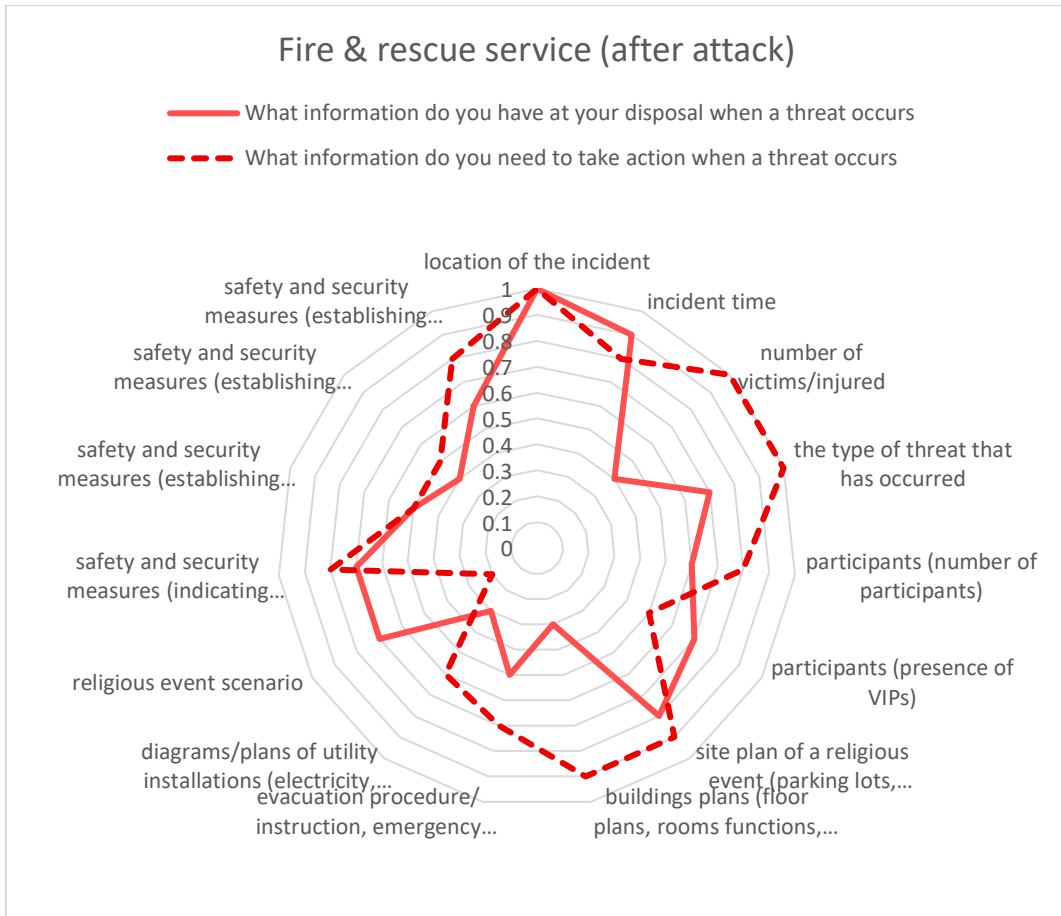 Fire & rescue service (after attack)
What information do you have at your disposal when a threat occurs
What information do you need to take action when a threat occurs
location of the incident
incident time
number of
victims/injured
the type of threat that
has occurred
participants (number of
participants)
participants (presence of
VIPs)
site plan of a religious
event (parking lots,...
buildings plans (floor
plans, rooms functions,...
evacuation procedure/
instruction, emergency...
diagrams/plans of utility
installations (electricity,...
religious event scenario
safety and security
measures (indicating...
safety and security
measures (establishing...
safety and security
measures (establishing...
safety and security
measures (establishing...
1
0.9
0.8
0.7
0.6
0.5
0.4
0.3
0.2
0.1
0